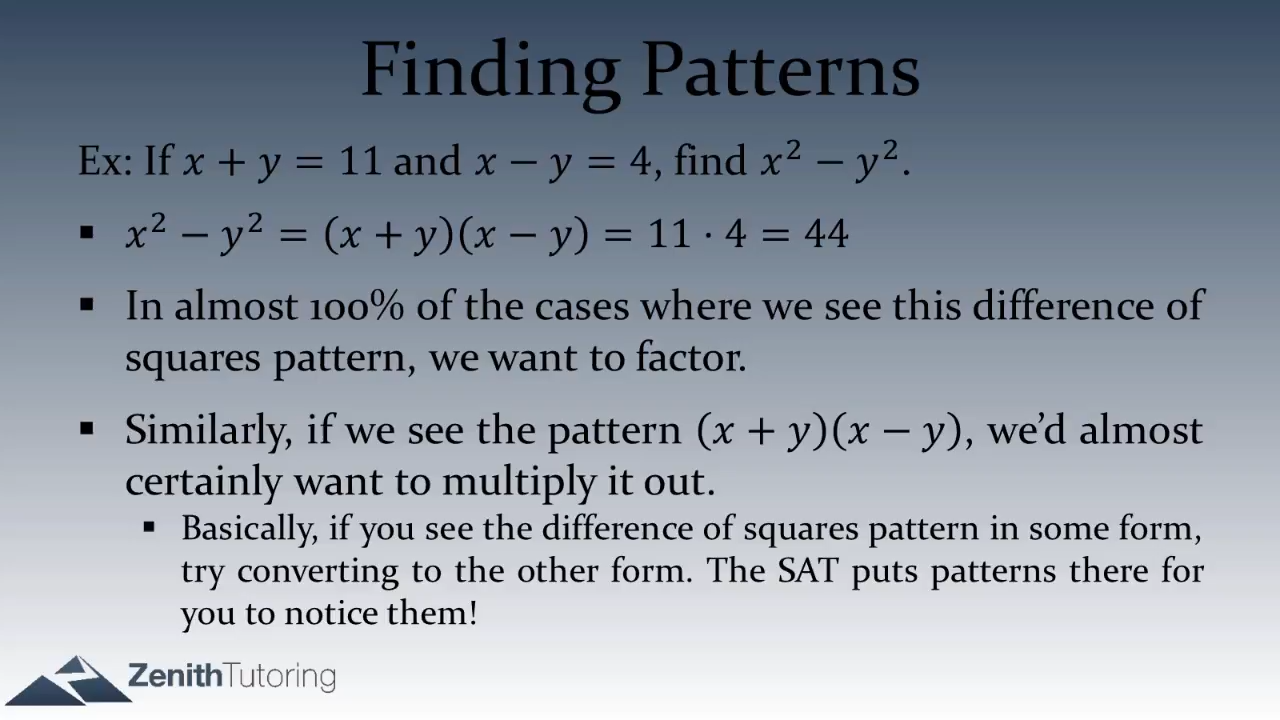 Finding Patterns
Ex: If x + y = 11 and x − y = 4, find x² − y².
▪ x² − y² = (x + y)(x − y) = 11 · 4 = 44
▪ In almost 100% of the cases where we see this difference of
squares pattern, we want to factor.
▪ Similarly, if we see the pattern (x + y)(x − y), we’d almost
certainly want to multiply it out.
▪ Basically, if you see the difference of squares pattern in some form,
try converting to the other form. The SAT puts patterns there for
you to notice them!
ZenithTutoring